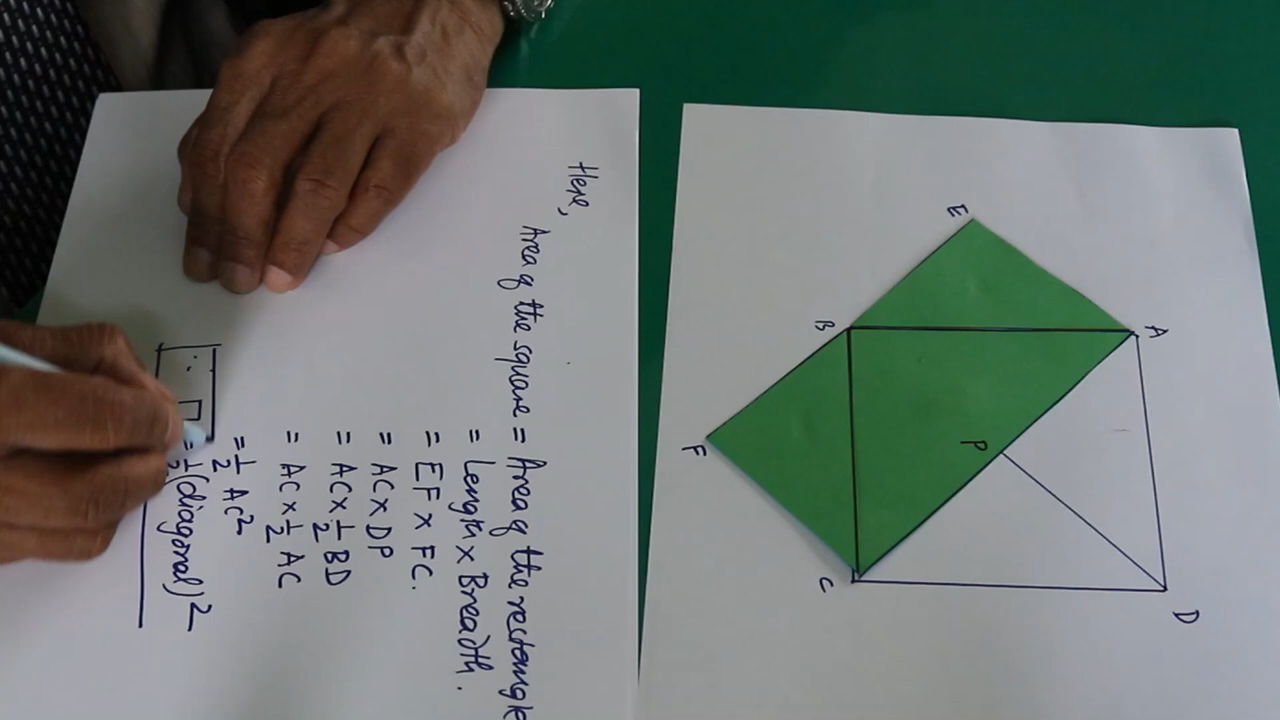 Here,
Area of the square = Area of the rectangle
= Length x Breadth.
= EF x FC.
= AC x DP
= AC x 1/2 BD
= AC x 1/2 AC
= 1/2 AC²
= 1/2 (diagonal)²
E
B
A
F
P
C
D